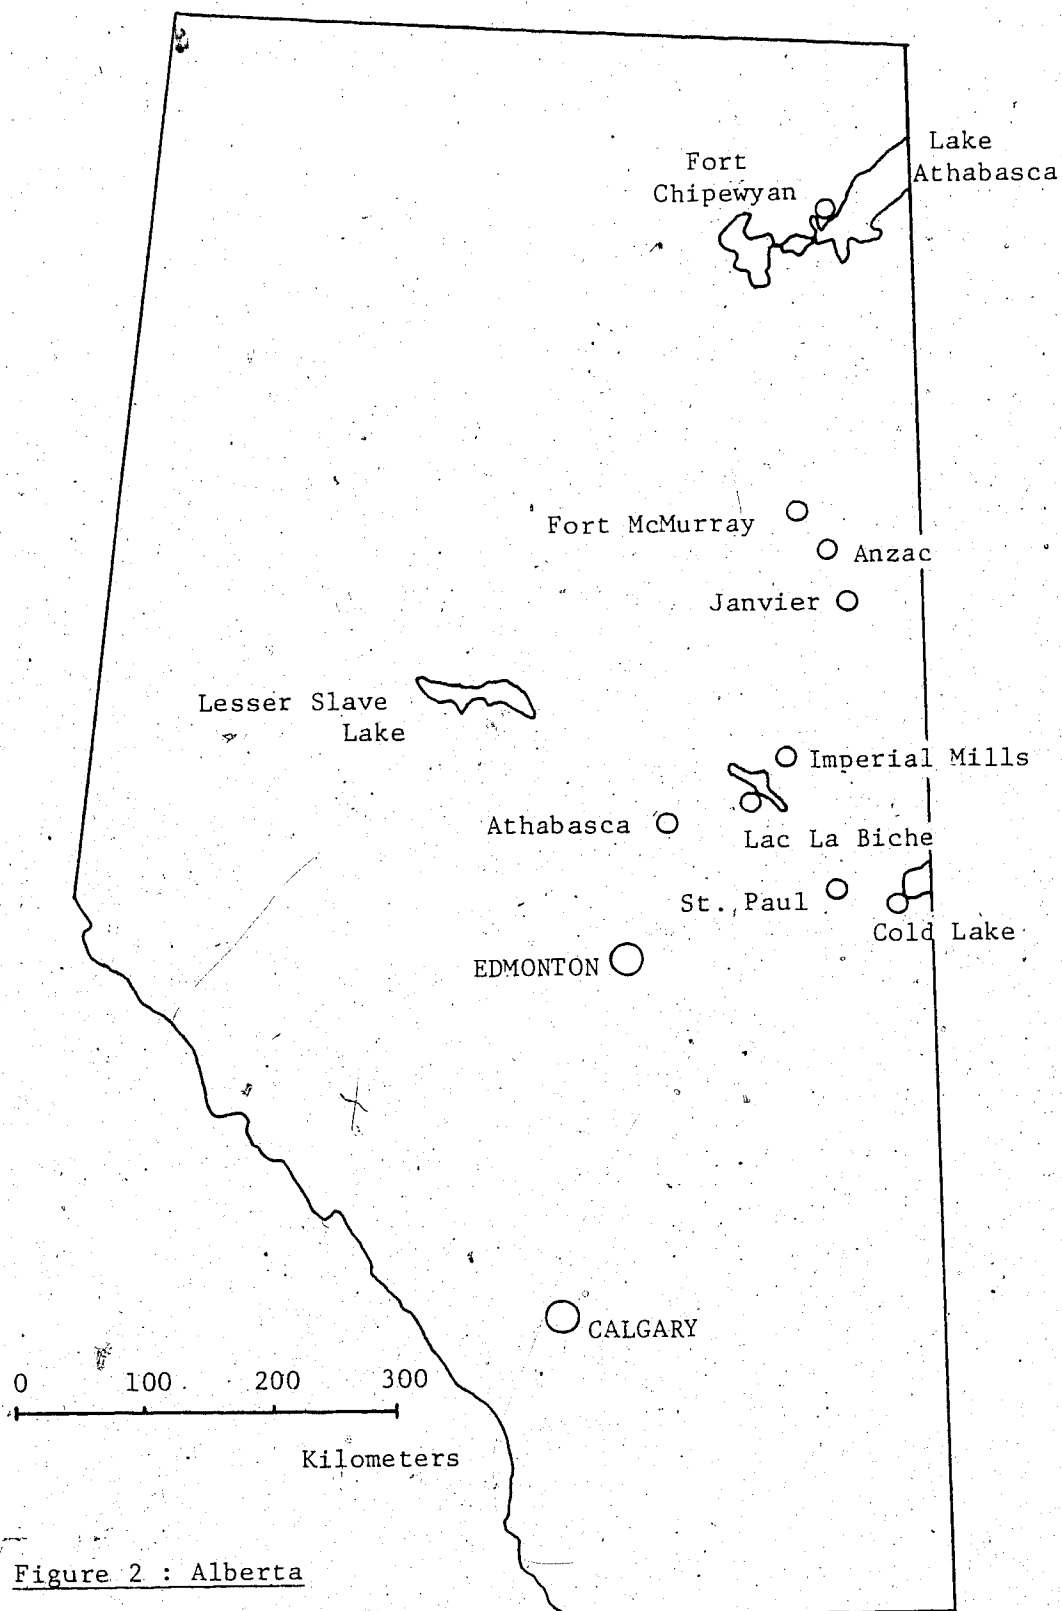 Lake
Athabasca
Fort
Chipewyan
Fort McMurray
Anzac
Janvier
Lesser Slave
Lake
Imperial Mills
Athabasca
Lac La Biche
St. Paul
Cold Lake
EDMONTON
CALGARY
0 100 200 300
Kilometers
Figure 2 : Alberta